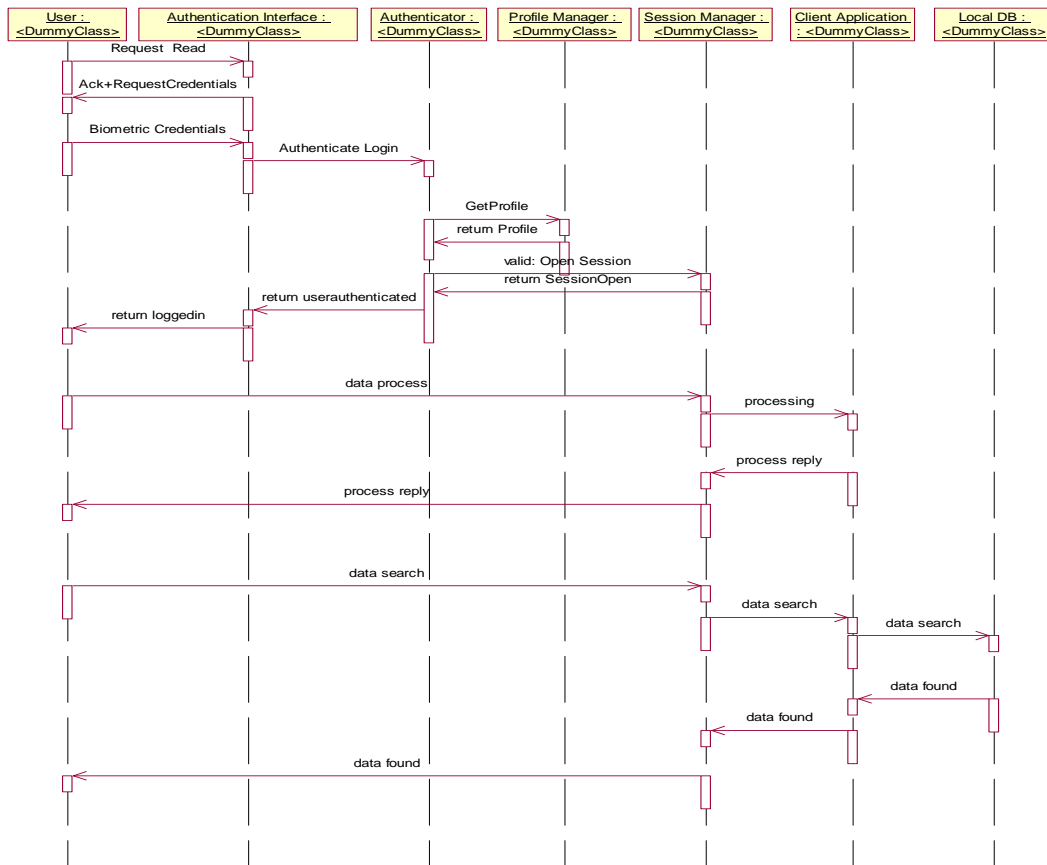 User :
<DummyClass>
Authentication Interface :
<DummyClass>
Authenticator :
<DummyClass>
Profile Manager :
<DummyClass>
Session Manager :
<DummyClass>
Client Application
: <DummyClass>
Local DB :
<DummyClass>
Request Read
Ack+RequestCredentials
Biometric Credentials
Authenticate Login
GetProfile
return Profile
valid: Open Session
return SessionOpen
return userauthenticated
return loggedin
data process
processing
process reply
process reply
data search
data search
data search
data found
data found
data found